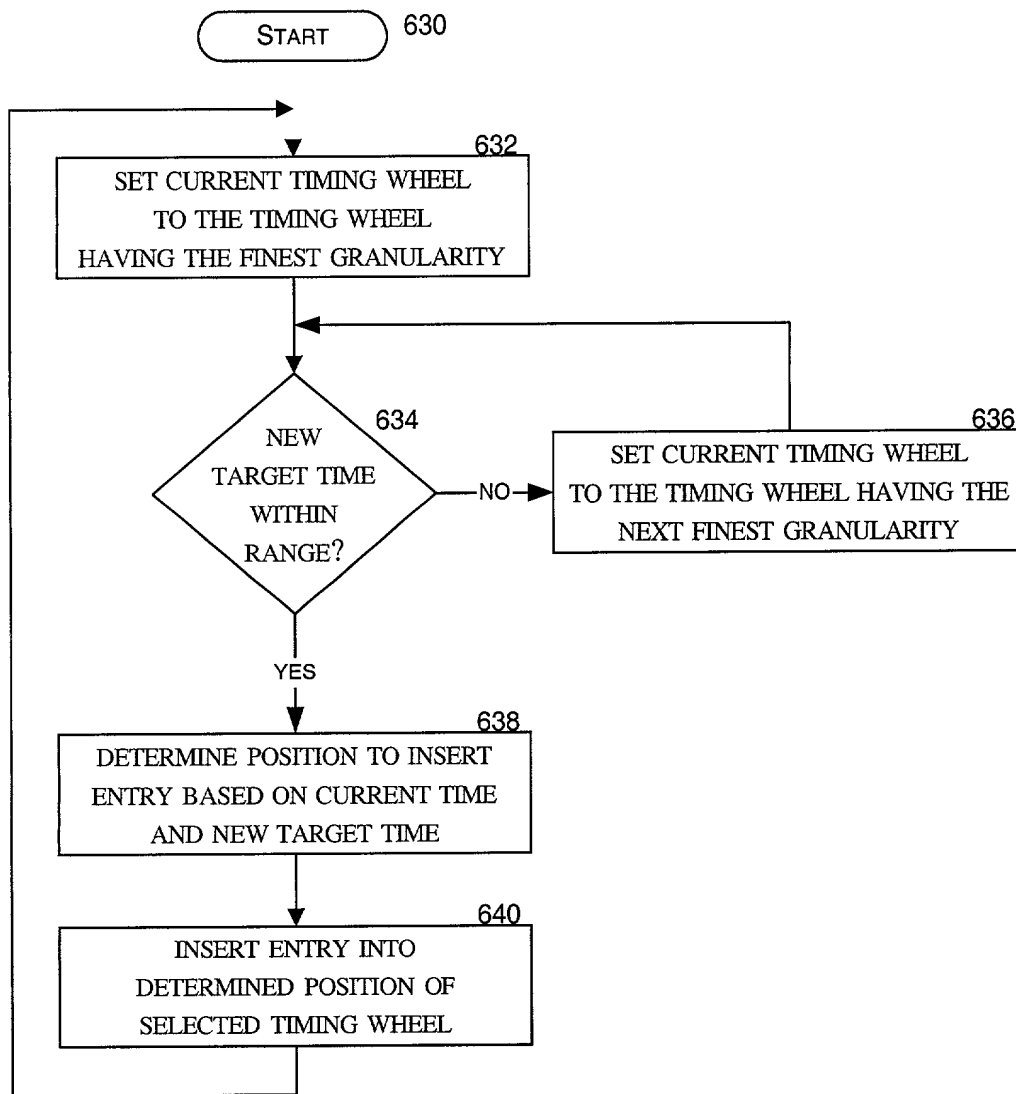 START 630
632
SET CURRENT TIMING WHEEL
TO THE TIMING WHEEL
HAVING THE FINEST GRANULARITY
634
NEW
TARGET TIME
WITHIN
RANGE?
NO
636
SET CURRENT TIMING WHEEL
TO THE TIMING WHEEL HAVING THE
NEXT FINEST GRANULARITY
YES
638
DETERMINE POSITION TO INSERT
ENTRY BASED ON CURRENT TIME
AND NEW TARGET TIME
640
INSERT ENTRY INTO
DETERMINED POSITION OF
SELECTED TIMING WHEEL